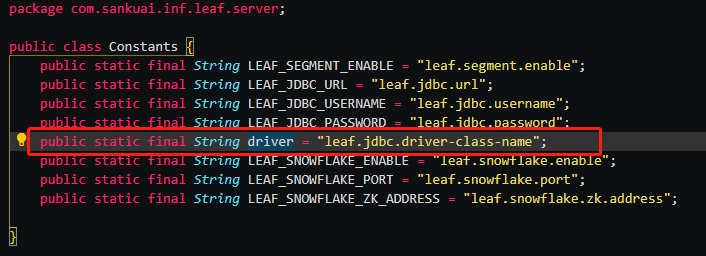 package com.sankuai.inf.leaf.server;
public class Constants {
public static final String LEAF_SEGMENT_ENABLE = "leaf.segment.enable";
public static final String LEAF_JDBC_URL = "leaf.jdbc.url";
public static final String LEAF_JDBC_USERNAME = "leaf.jdbc.username";
public static final String LEAF_JDBC_PASSWORD = "leaf.jdbc.password";
public static final String driver = "leaf.jdbc.driver-class-name";
public static final String LEAF_SNOWFLAKE_ENABLE = "leaf.snowflake.enable";
public static final String LEAF_SNOWFLAKE_PORT = "leaf.snowflake.port";
public static final String LEAF_SNOWFLAKE_ZK_ADDRESS = "leaf.snowflake.zk.address";
}